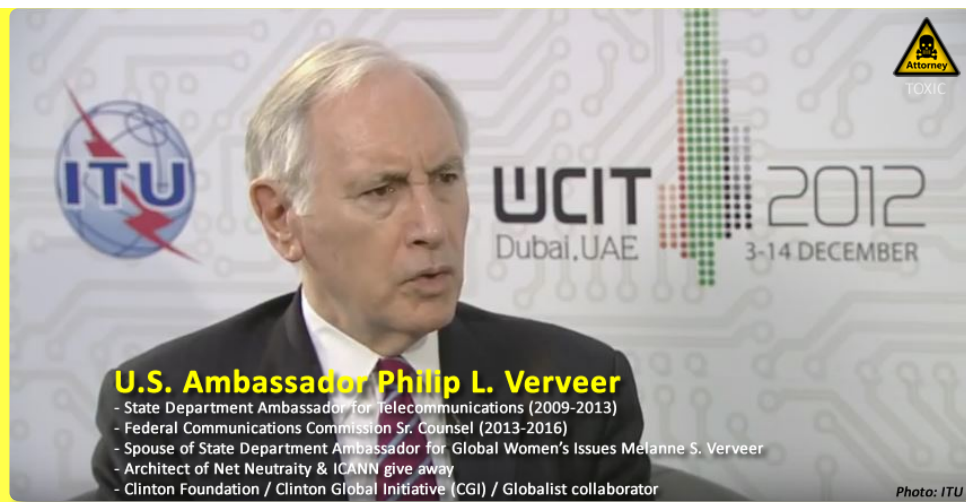 Attorney
TOXIC
ITU
WCIT 2012
Dubai, UAE 3-14 DECEMBER
U.S. Ambassador Philip L. Verveer
- State Department Ambassador for Telecommunications (2009-2013)
- Federal Communications Commission Sr. Counsel (2013-2016)
- Spouse of State Department Ambassador for Global Women’s Issues Melanne S. Verveer
- Architect of Net Neutraity & ICANN give away
- Clinton Foundation / Clinton Global Initiative (CGI) / Globalist collaborator
Photo: ITU